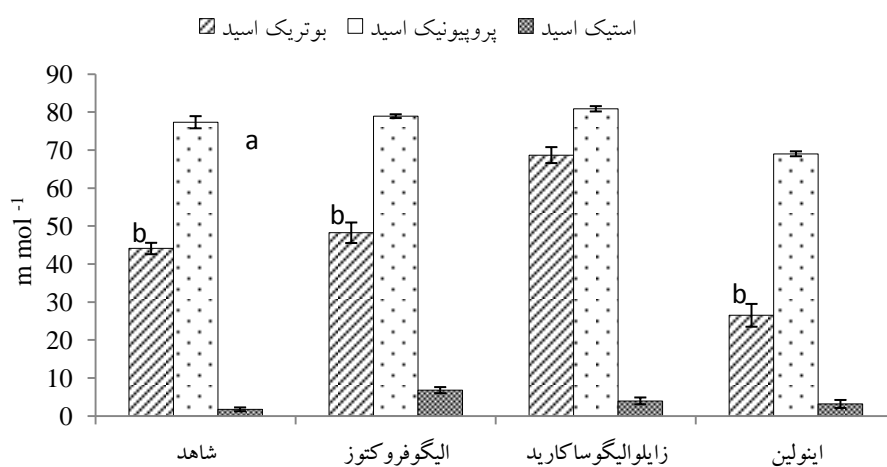 استیک اسید پروپیونیک اسید بوتریک اسید
90
80
70
60
50
40
30
20
10
0
m mol -1
a
b
b
b
شاهد الیگوفروکتوز زایلوالیگوساکارید اینولین